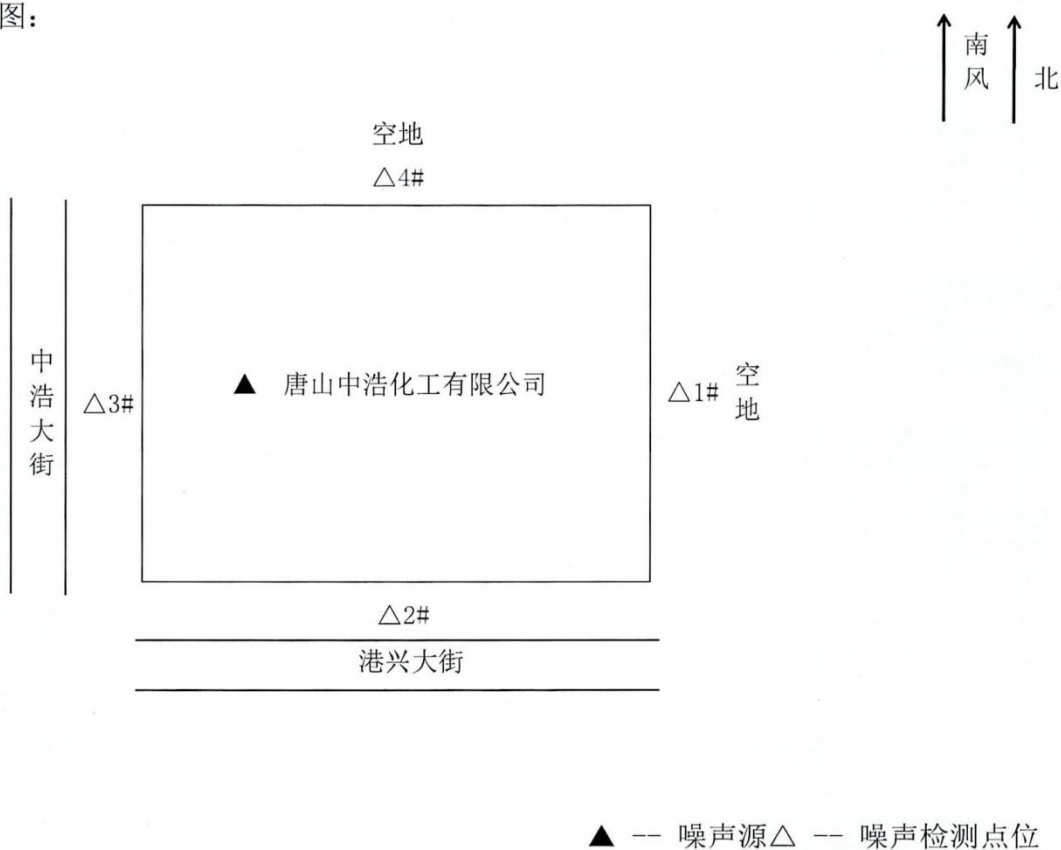 图：
南风
北
空地
△4#
中浩大街
△3#
▲ 唐山中浩化工有限公司
△1#
空地
△2#
港兴大街
▲ -- 噪声源△ -- 噪声检测点位